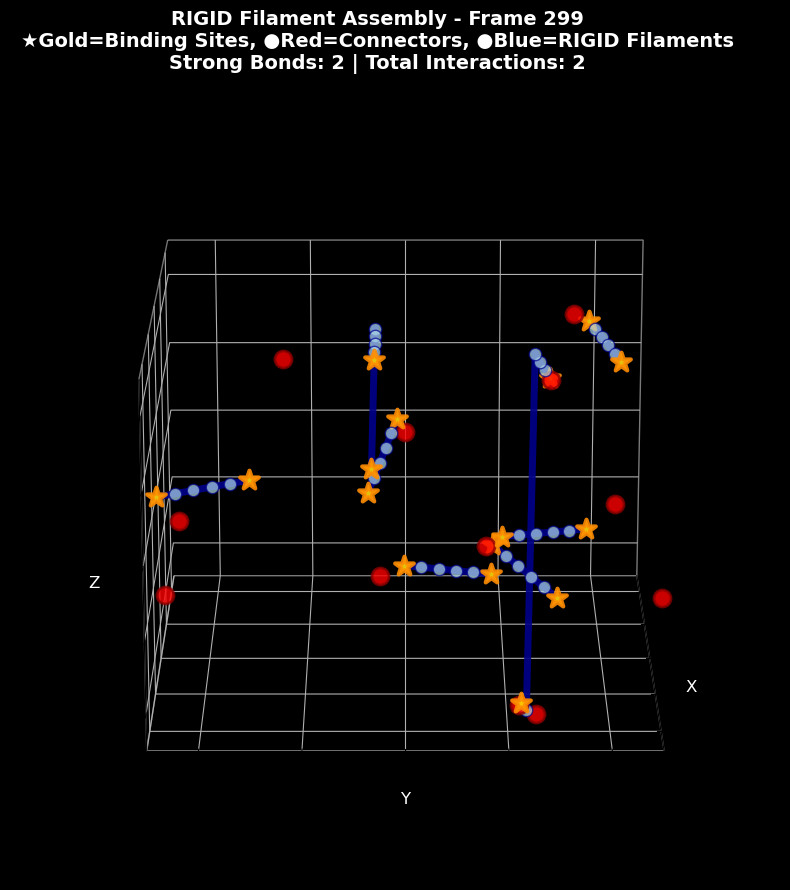 RIGID Filament Assembly - Frame 299
★Gold=Binding Sites, ●Red=Connectors, ●Blue=RIGID Filaments
Strong Bonds: 2 | Total Interactions: 2
Z
X
Y